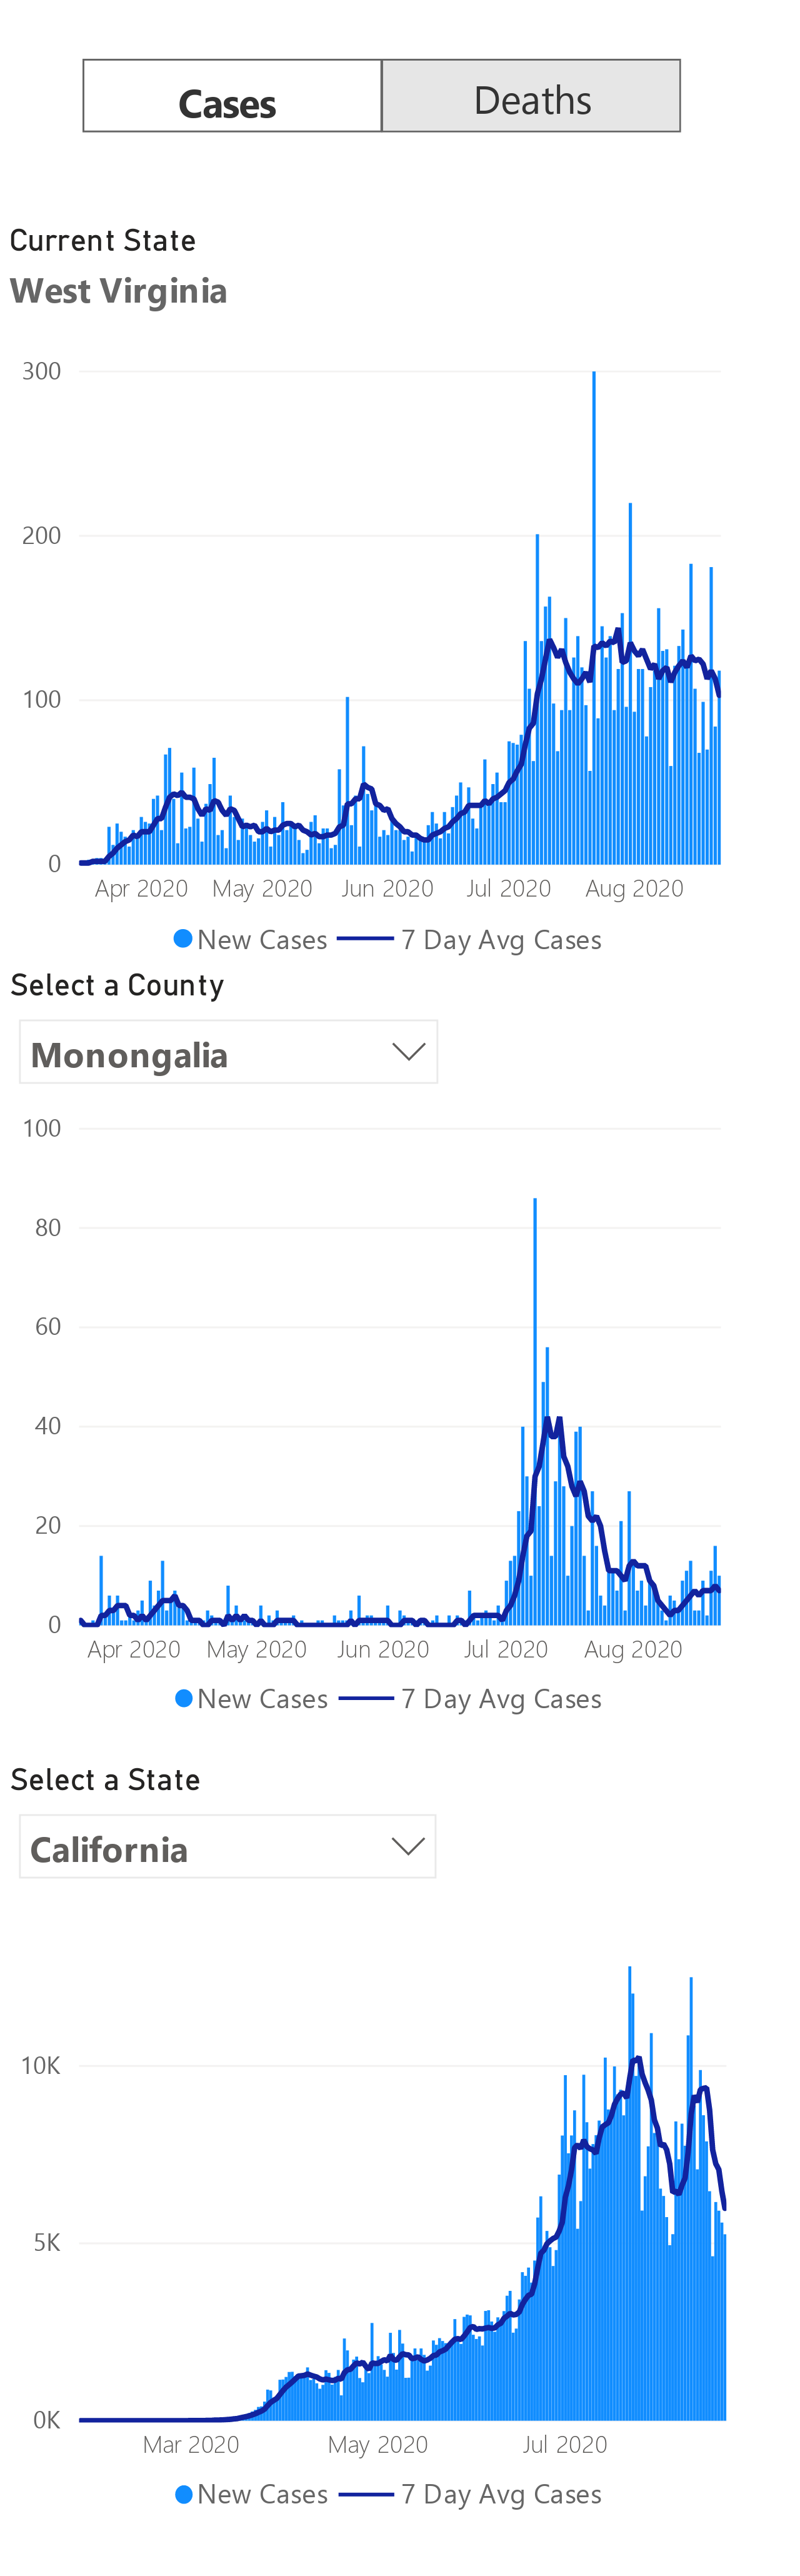 Cases Deaths
Current State
West Virginia
300
200
100
0
Apr 2020 May 2020 Jun 2020 Jul 2020 Aug 2020
New Cases 7 Day Avg Cases
Select a County
Monongalia
100
80
60
40
20
0
Apr 2020 May 2020 Jun 2020 Jul 2020 Aug 2020
New Cases 7 Day Avg Cases
Select a State
California
10K
5K
0K
Mar 2020 May 2020 Jul 2020
New Cases 7 Day Avg Cases